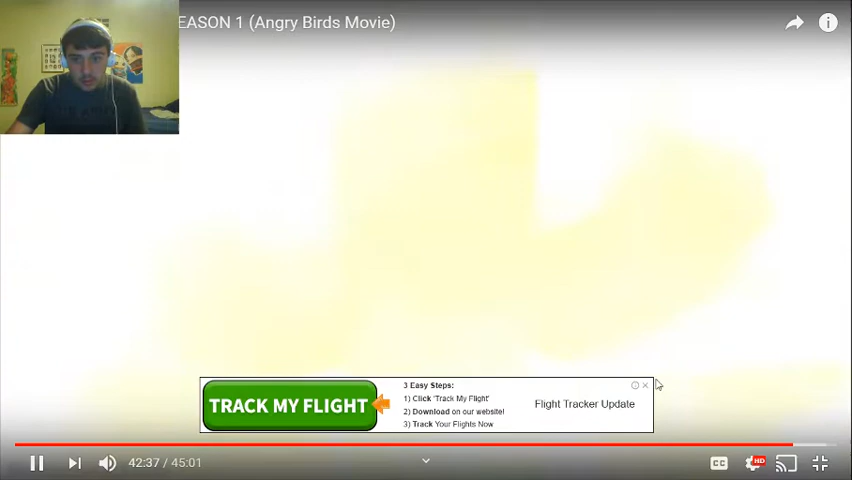 EASON 1 (Angry Birds Movie)
TRACK MY FLIGHT
3 Easy Steps:
1) Click 'Track My Flight'
2) Download on our website!
3) Track Your Flights Now
Flight Tracker Update
42:37 / 45:01
CC
HD